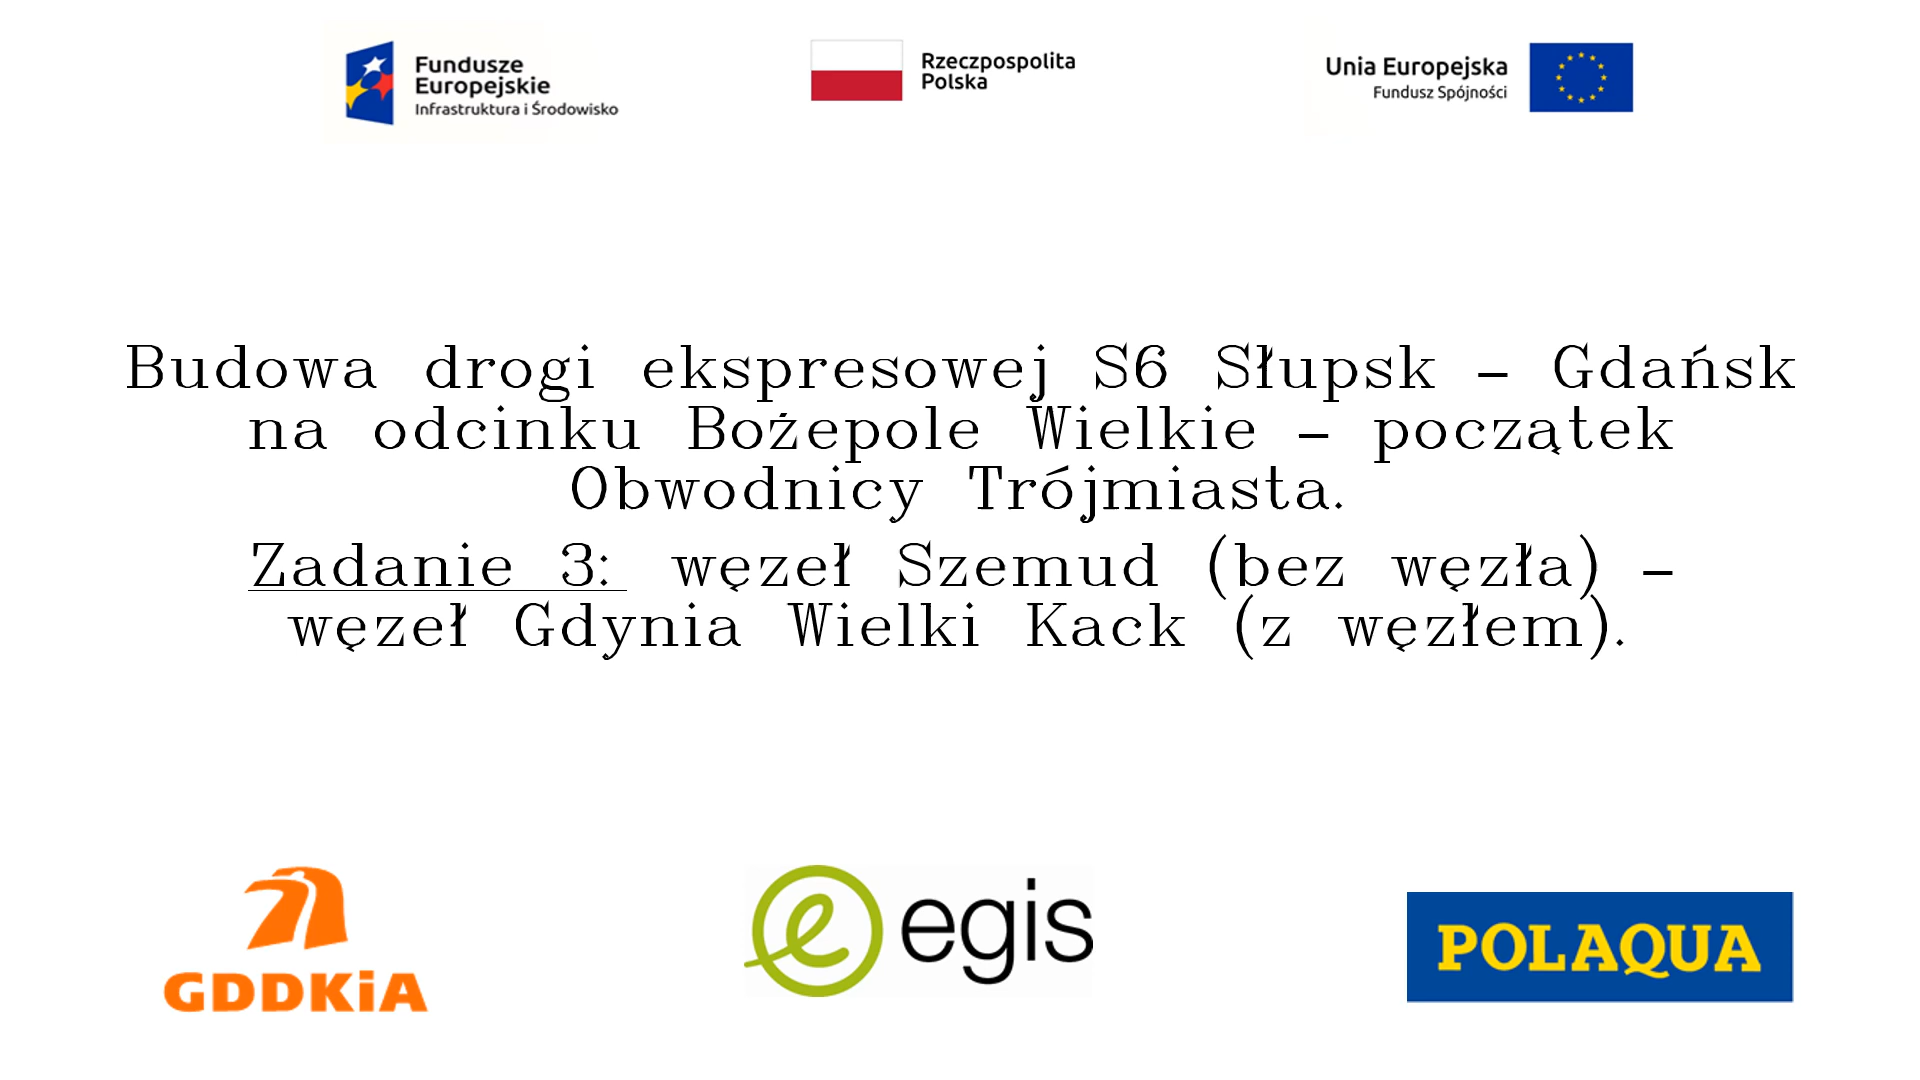 Fundusze
Europejskie
Infrastruktura i Środowisko
Rzeczpospolita
Polska
Unia Europejska
Fundusz Spójności
Budowa drogi ekspresowej S6 Słupsk – Gdańsk
na odcinku Bożepole Wielkie – początek
Obwodnicy Trójmiasta.
Zadanie 3: węzeł Szemud (bez węzła) –
węzeł Gdynia Wielki Kack (z węzłem).
GDDKiA
e egis
POLAQUA